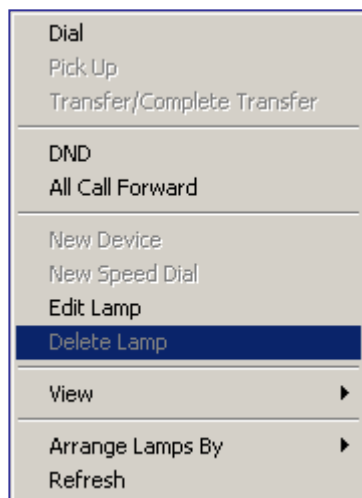 Dial
Pick Up
Transfer/Complete Transfer
DND
All Call Forward
New Device
New Speed Dial
Edit Lamp
Delete Lamp
View
Arrange Lamps By
Refresh